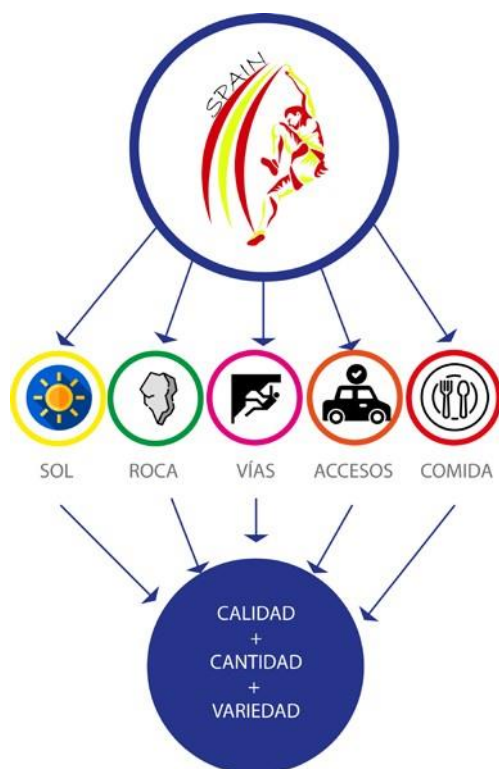 SPAIN
SOL
ROCA
VÍAS
ACCESOS
COMIDA
CALIDAD
+
CANTIDAD
+
VARIEDAD